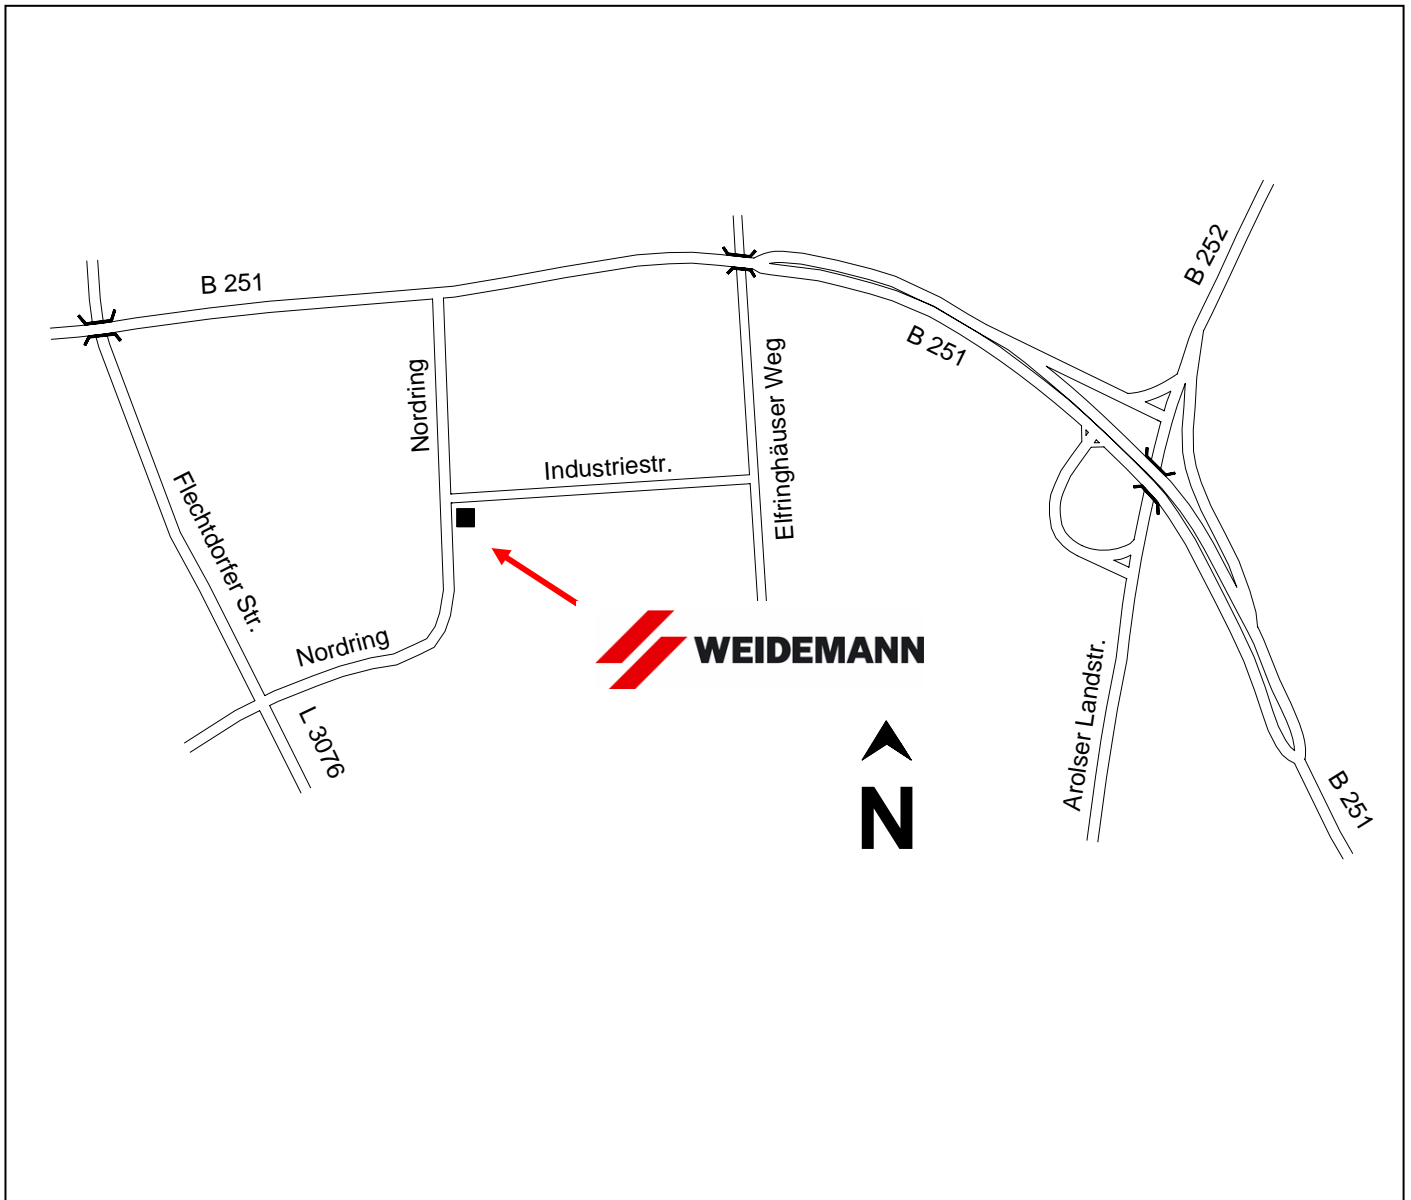 B 252
B 251
B 251
Nordring
Elfringhäuser Weg
Industriestr.
Flechtdorfer Str.
Nordring
WEIDEMANN
Arolser Landstr.
L 3076
B 251
N